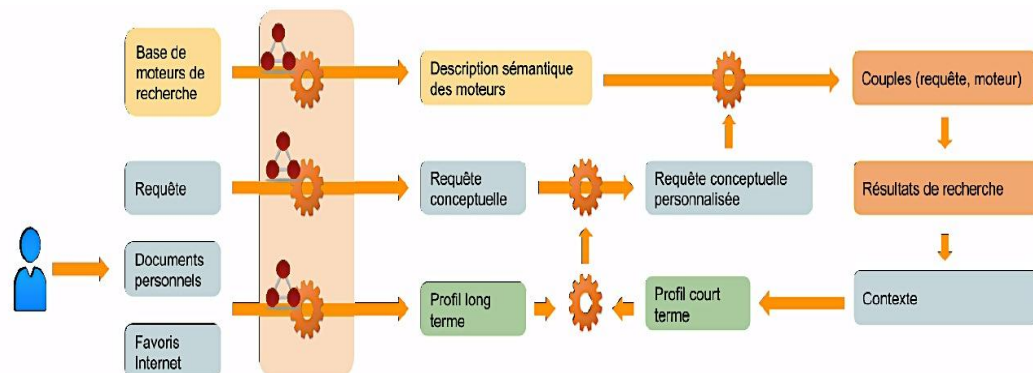 Base de
moteurs de
recherche
Description sémantique
des moteurs
Couples (requête, moteur)
Requête
Requête
conceptuelle
Requête conceptuelle
personnalisée
Résultats de recherche
Documents
personnels
Favoris
Internet
Profil long
terme
Profil court
terme
Contexte